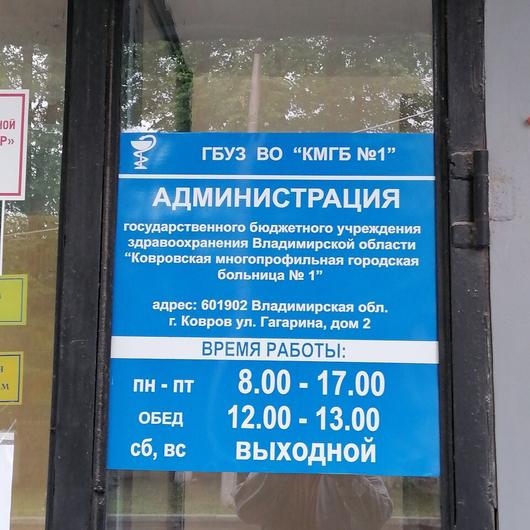 ГБУЗ ВО "КМГБ №1"
АДМИНИСТРАЦИЯ
государственного бюджетного учреждения
здравоохранения Владимирской области
"Ковровская многопрофильная городская
больница № 1"
адрес: 601902 Владимирская обл.
г. Ковров ул. Гагарина, дом 2
ВРЕМЯ РАБОТЫ:
пн - пт 8.00 - 17.00
ОБЕД 12.00 - 13.00
сб, вс ВЫХОДНОЙ